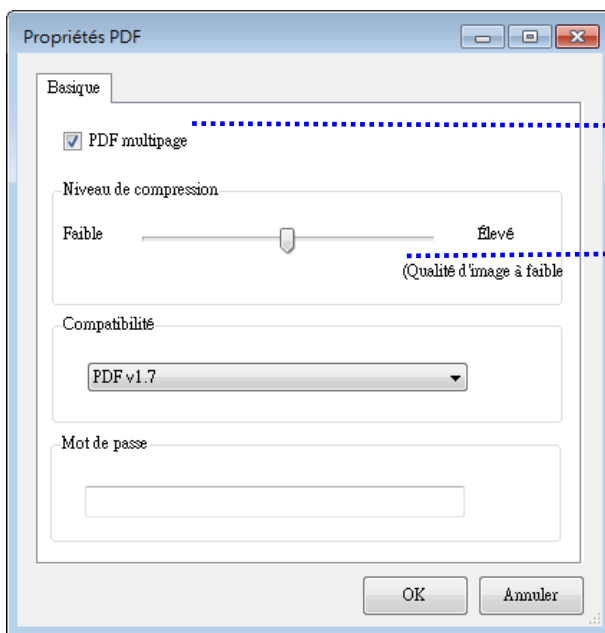 Propriétés PDF
Basique
PDF multipage
Niveau de compression
Faible Élevé
(Qualité d'image à faible
Compatibilité
PDF v1.7
Mot de passe
OK Annuler